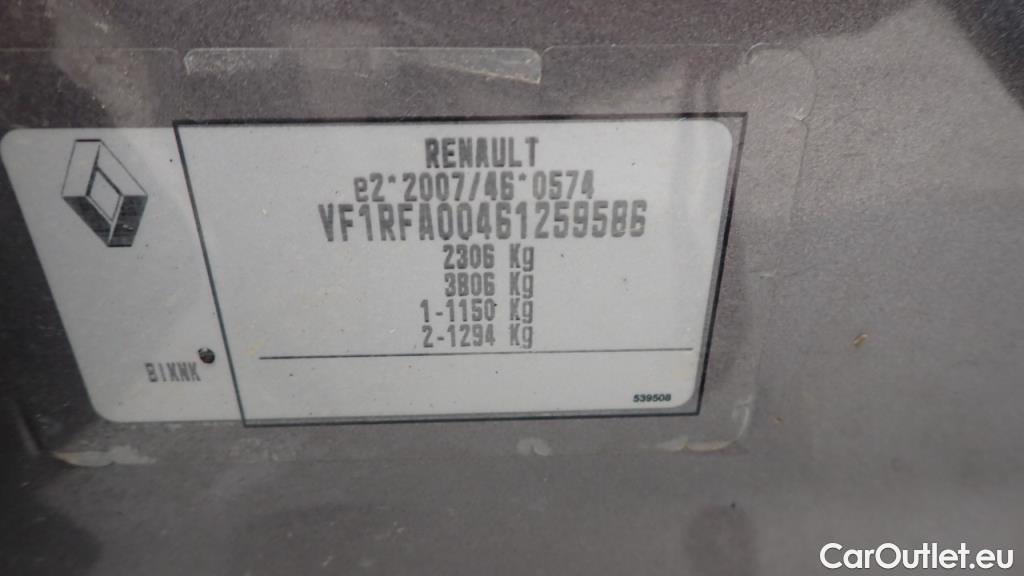 RENAULT
e2*2007/46*0574
VF1RFA00461259586
2306 Kg
3806 Kg
1-1150 Kg
2-1294 Kg
BIKNK
539508
CarOutlet.eu